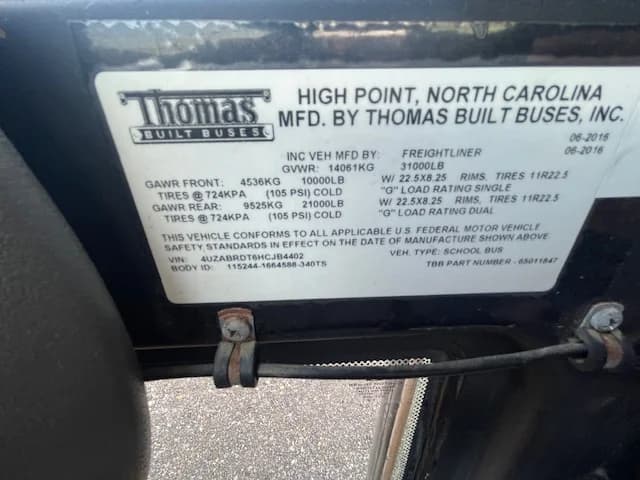 Thomas
BUILT BUSES
HIGH POINT, NORTH CAROLINA
MFD. BY THOMAS BUILT BUSES, INC.
06-2016
INC VEH MFD BY: FREIGHTLINER 06-2016
GVWR: 14061KG 31000LB
GAWR FRONT: 4536KG 10000LB W/ 22.5X8.25 RIMS, TIRES 11R22.5
TIRES @ 724KPA (105 PSI) COLD "G" LOAD RATING SINGLE
GAWR REAR: 9525KG 21000LB W/ 22.5X8.25 RIMS, TIRES 11R22.5
TIRES @ 724KPA (105 PSI) COLD "G" LOAD RATING DUAL
THIS VEHICLE CONFORMS TO ALL APPLICABLE U.S. FEDERAL MOTOR VEHICLE
SAFETY STANDARDS IN EFFECT ON THE DATE OF MANUFACTURE SHOWN ABOVE
VIN: 4UZABRDT6HCJB4402 VEH. TYPE: SCHOOL BUS
BODY ID: 115244-1664588-340TS TBB PART NUMBER - 65011847